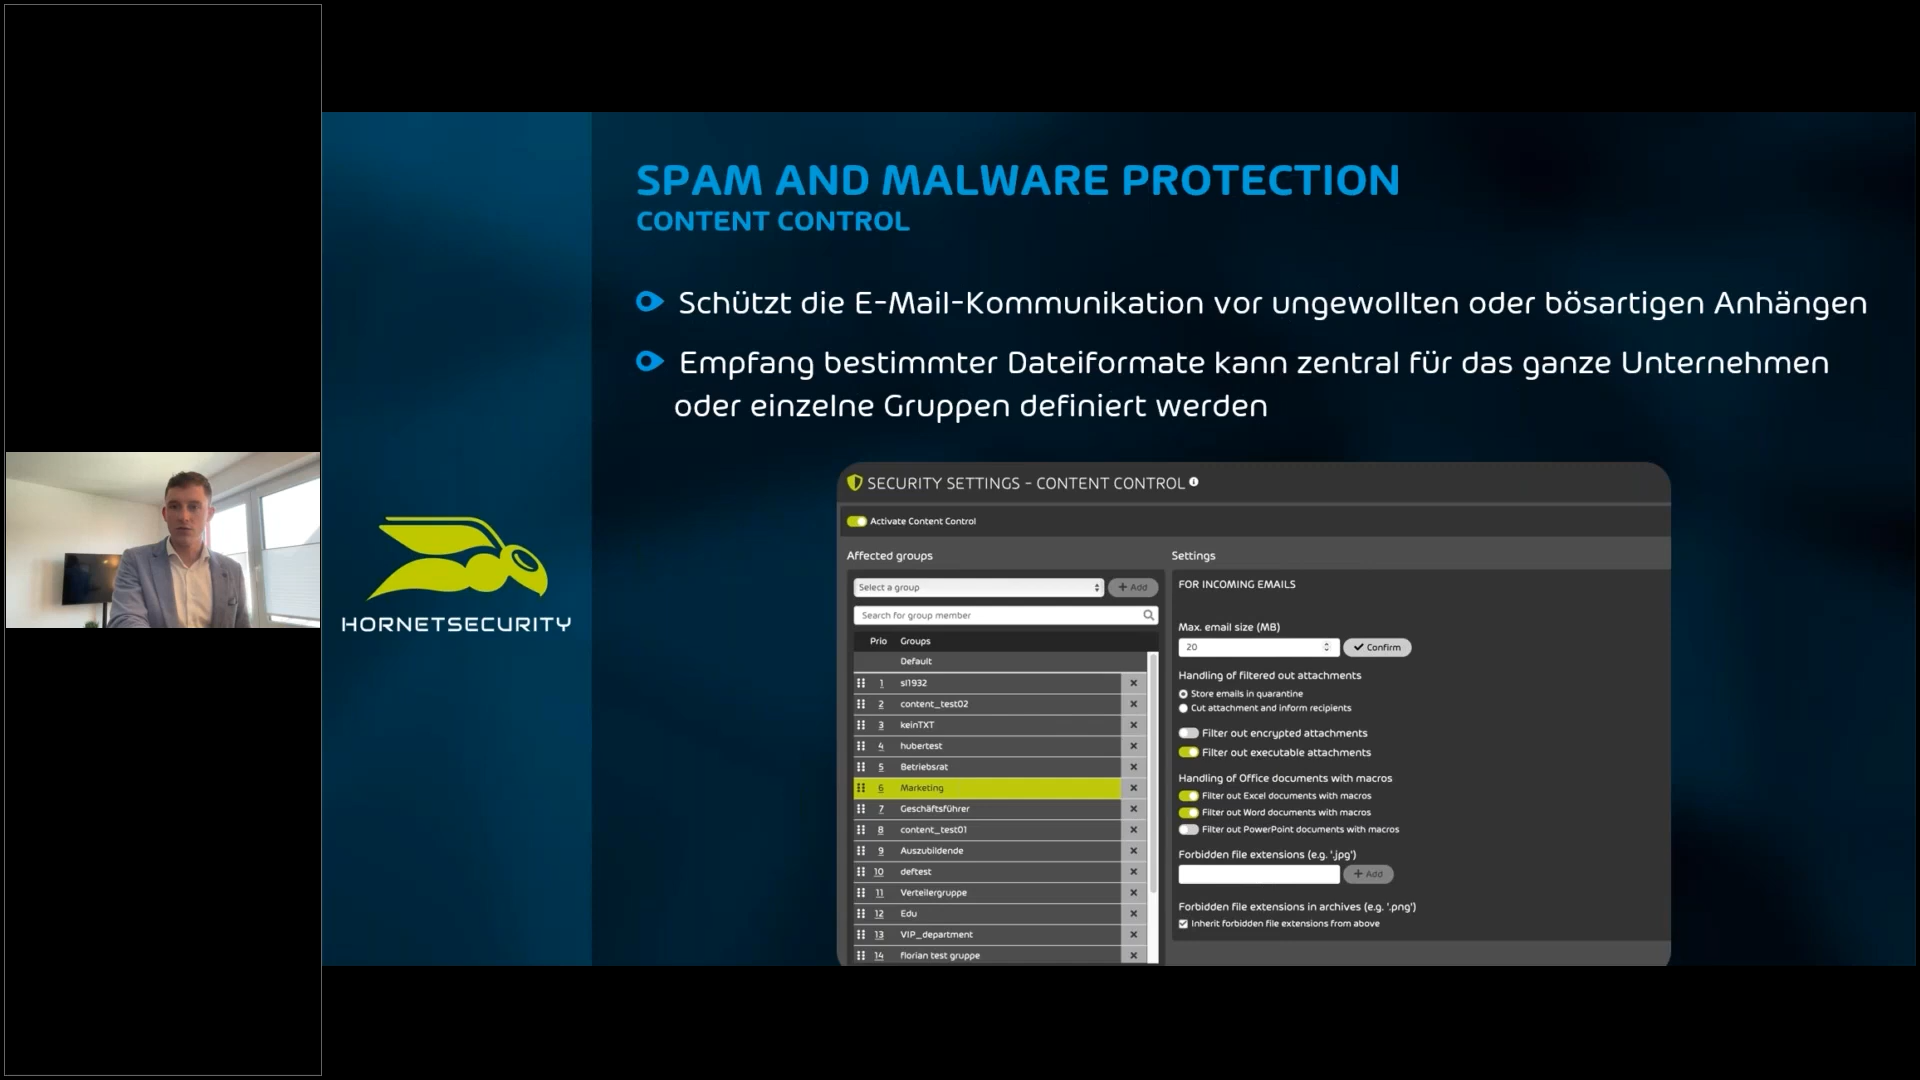 SPAM AND MALWARE PROTECTION
CONTENT CONTROL
Schützt die E-Mail-Kommunikation vor ungewollten oder bösartigen Anhängen
Empfang bestimmter Dateiformate kann zentral für das ganze Unternehmen
oder einzelne Gruppen definiert werden
HORNETSECURITY
SECURITY SETTINGS - CONTENT CONTROL
Activate Content Control
Affected groups
Select a group
+ Add
Search for group member
Prio Groups
Default
1 sl1932
2 content_test02
3 keinTXT
4 hubertest
5 Betriebsrat
6 Marketing
7 Geschäftsführer
8 content_test01
9 Auszubildende
10 deftest
11 Verteilergruppe
12 Edu
13 VIP_department
14 florian test gruppe
Settings
FOR INCOMING EMAILS
Max. email size (MB)
20
Confirm
Handling of filtered out attachments
Store emails in quarantine
Cut attachment and inform recipients
Filter out encrypted attachments
Filter out executable attachments
Handling of Office documents with macros
Filter out Excel documents with macros
Filter out Word documents with macros
Filter out PowerPoint documents with macros
Forbidden file extensions (e.g. '.jpg')
+ Add
Forbidden file extensions in archives (e.g. '.png')
Inherit forbidden file extensions from above